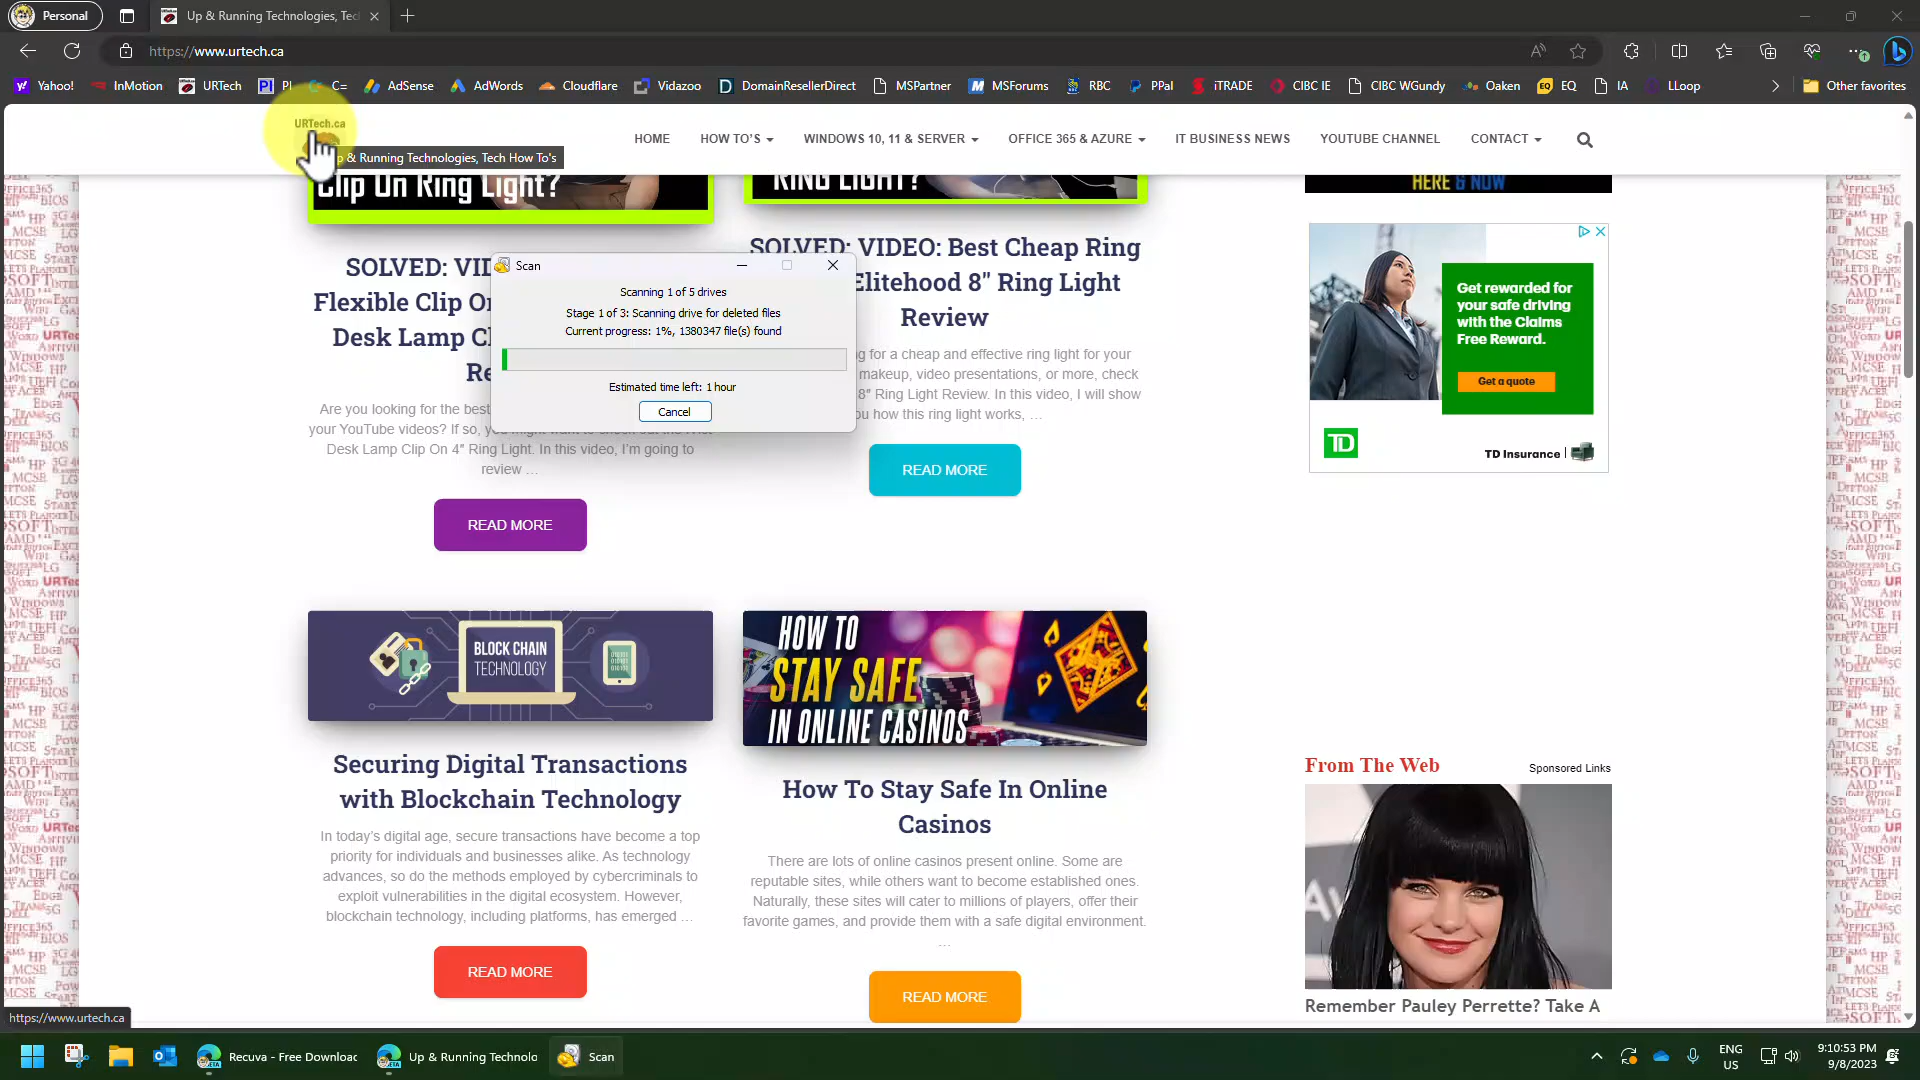 Personal
Up & Running Technologies, Tec
https://www.urtech.ca
Yahoo!
InMotion
URTech
PI
C=
AdSense
AdWords
Cloudflare
Vidazoo
DomainResellerDirect
MSPartner
MSForums
RBC
PPal
iTRADE
CIBC IE
CIBC WGundy
Oaken
EQ
IA
LLoop
Other favorites
URTech.ca
HOME
HOW TO'S
WINDOWS 10, 11 & SERVER
OFFICE 365 & AZURE
IT BUSINESS NEWS
YOUTUBE CHANNEL
CONTACT
p & Running Technologies, Tech How To's
Clip On Ring Light?
RING LIGHT?
HERE & NOW
SOLVED: VID
Flexible Clip O
Desk Lamp C
Re
Are you looking for the best
your YouTube videos? If so, y
Desk Lamp Clip On 4" Ring Light. In this video, I'm going to
review …
READ MORE
Scan
Scanning 1 of 5 drives
Stage 1 of 3: Scanning drive for deleted files
Current progress: 1%, 1380347 file(s) found
Estimated time left: 1 hour
Cancel
SOLVED: VIDEO: Best Cheap Ring
Elitehood 8" Ring Light
Review
g for a cheap and effective ring light for your
makeup, video presentations, or more, check
8" Ring Light Review. In this video, I will show
ou how this ring light works, …
READ MORE
Get rewarded for
your safe driving
with the Claims
Free Reward.
Get a quote
TD
TD Insurance
BLOCK CHAIN
TECHNOLOGY
Securing Digital Transactions
with Blockchain Technology
In today's digital age, secure transactions have become a top
priority for individuals and businesses alike. As technology
advances, so do the methods employed by cybercriminals to
exploit vulnerabilities in the digital ecosystem. However,
blockchain technology, including platforms, has emerged …
READ MORE
HOW TO
STAY SAFE
IN ONLINE CASINOS
How To Stay Safe In Online
Casinos
There are lots of online casinos present online. Some are
reputable sites, while others want to become established ones.
Naturally, these sites will cater to millions of players, offer their
favorite games, and provide them with a safe digital environment.
…
READ MORE
From The Web
Sponsored Links
Remember Pauley Perrette? Take A
https://www.urtech.ca
Recuva - Free Downloac
Up & Running Technolo
Scan
ENG
US
9:10:53 PM
9/8/2023